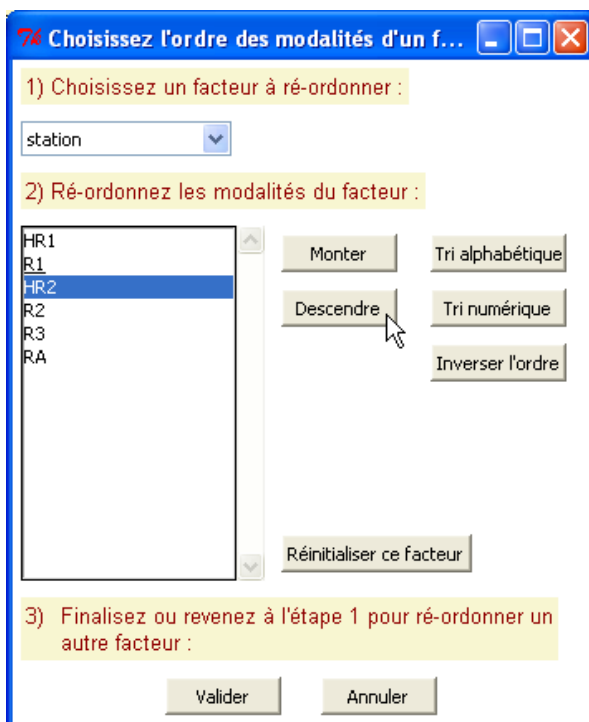 Choisissez l'ordre des modalités d'un f...
1) Choisissez un facteur à ré-ordonner :
station
2) Ré-ordonnez les modalités du facteur :
HR1
R1
HR2
R2
R3
RA
Monter
Tri alphabétique
Descendre
Tri numérique
Inverser l'ordre
Réinitialiser ce facteur
3) Finalisez ou revenez à l'étape 1 pour ré-ordonner un
autre facteur :
Valider
Annuler